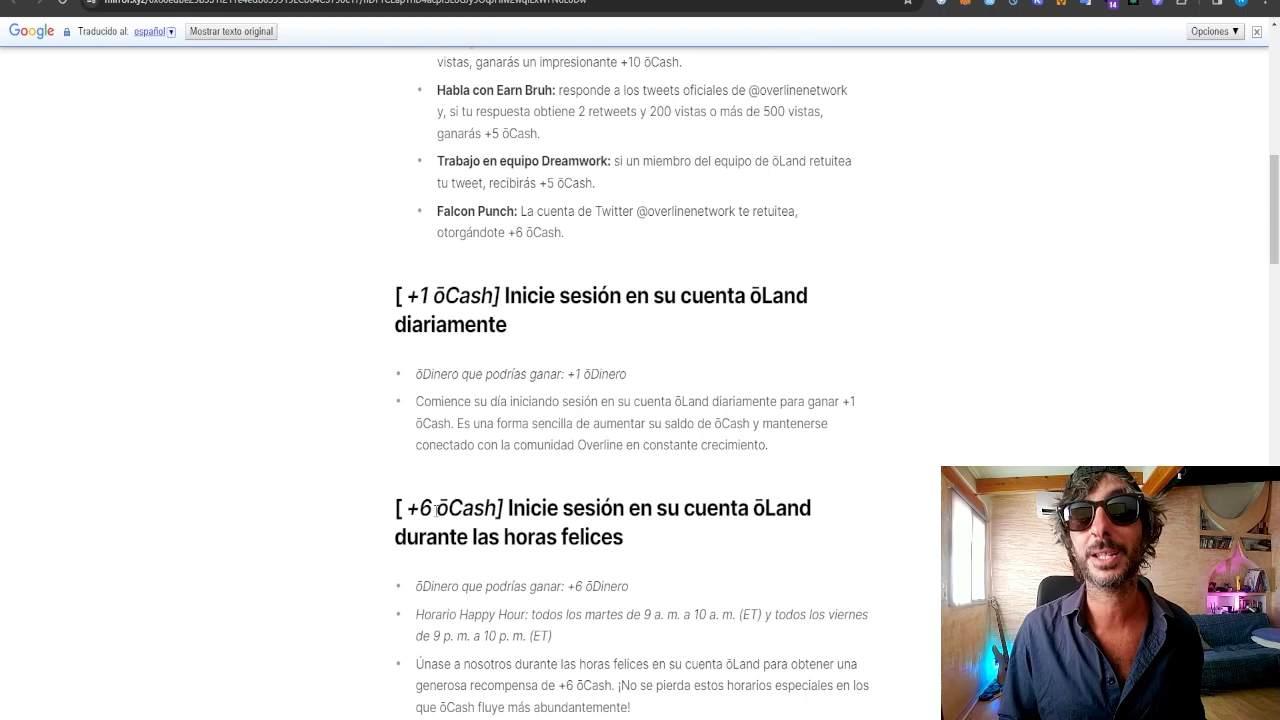 Google Traducido al: español Mostrar texto original Opciones ▼
vistas, ganarás un impresionante +10 ōCash.
Habla con Earn Bruh: responde a los tweets oficiales de @overlinenetwork
y, si tu respuesta obtiene 2 retweets y 200 vistas o más de 500 vistas,
ganarás +5 ōCash.
Trabajo en equipo Dreamwork: si un miembro del equipo de ōLand retuitea
tu tweet, recibirás +5 ōCash.
Falcon Punch: La cuenta de Twitter @overlinenetwork te retuitea,
otorgándote +6 ōCash.
[ +1 ōCash] Inicie sesión en su cuenta ōLand
diariamente
ōDinero que podrías ganar: +1 ōDinero
Comience su día iniciando sesión en su cuenta ōLand diariamente para ganar +1
ōCash. Es una forma sencilla de aumentar su saldo de ōCash y mantenerse
conectado con la comunidad Overline en constante crecimiento.
[ +6 ōCash] Inicie sesión en su cuenta ōLand
durante las horas felices
ōDinero que podrías ganar: +6 ōDinero
Horario Happy Hour: todos los martes de 9 a. m. a 10 a. m. (ET) y todos los viernes
de 9 p. m. a 10 p. m. (ET)
Únase a nosotros durante las horas felices en su cuenta ōLand para obtener una
generosa recompensa de +6 ōCash. ¡No se pierda estos horarios especiales en los
que ōCash fluye más abundantemente!